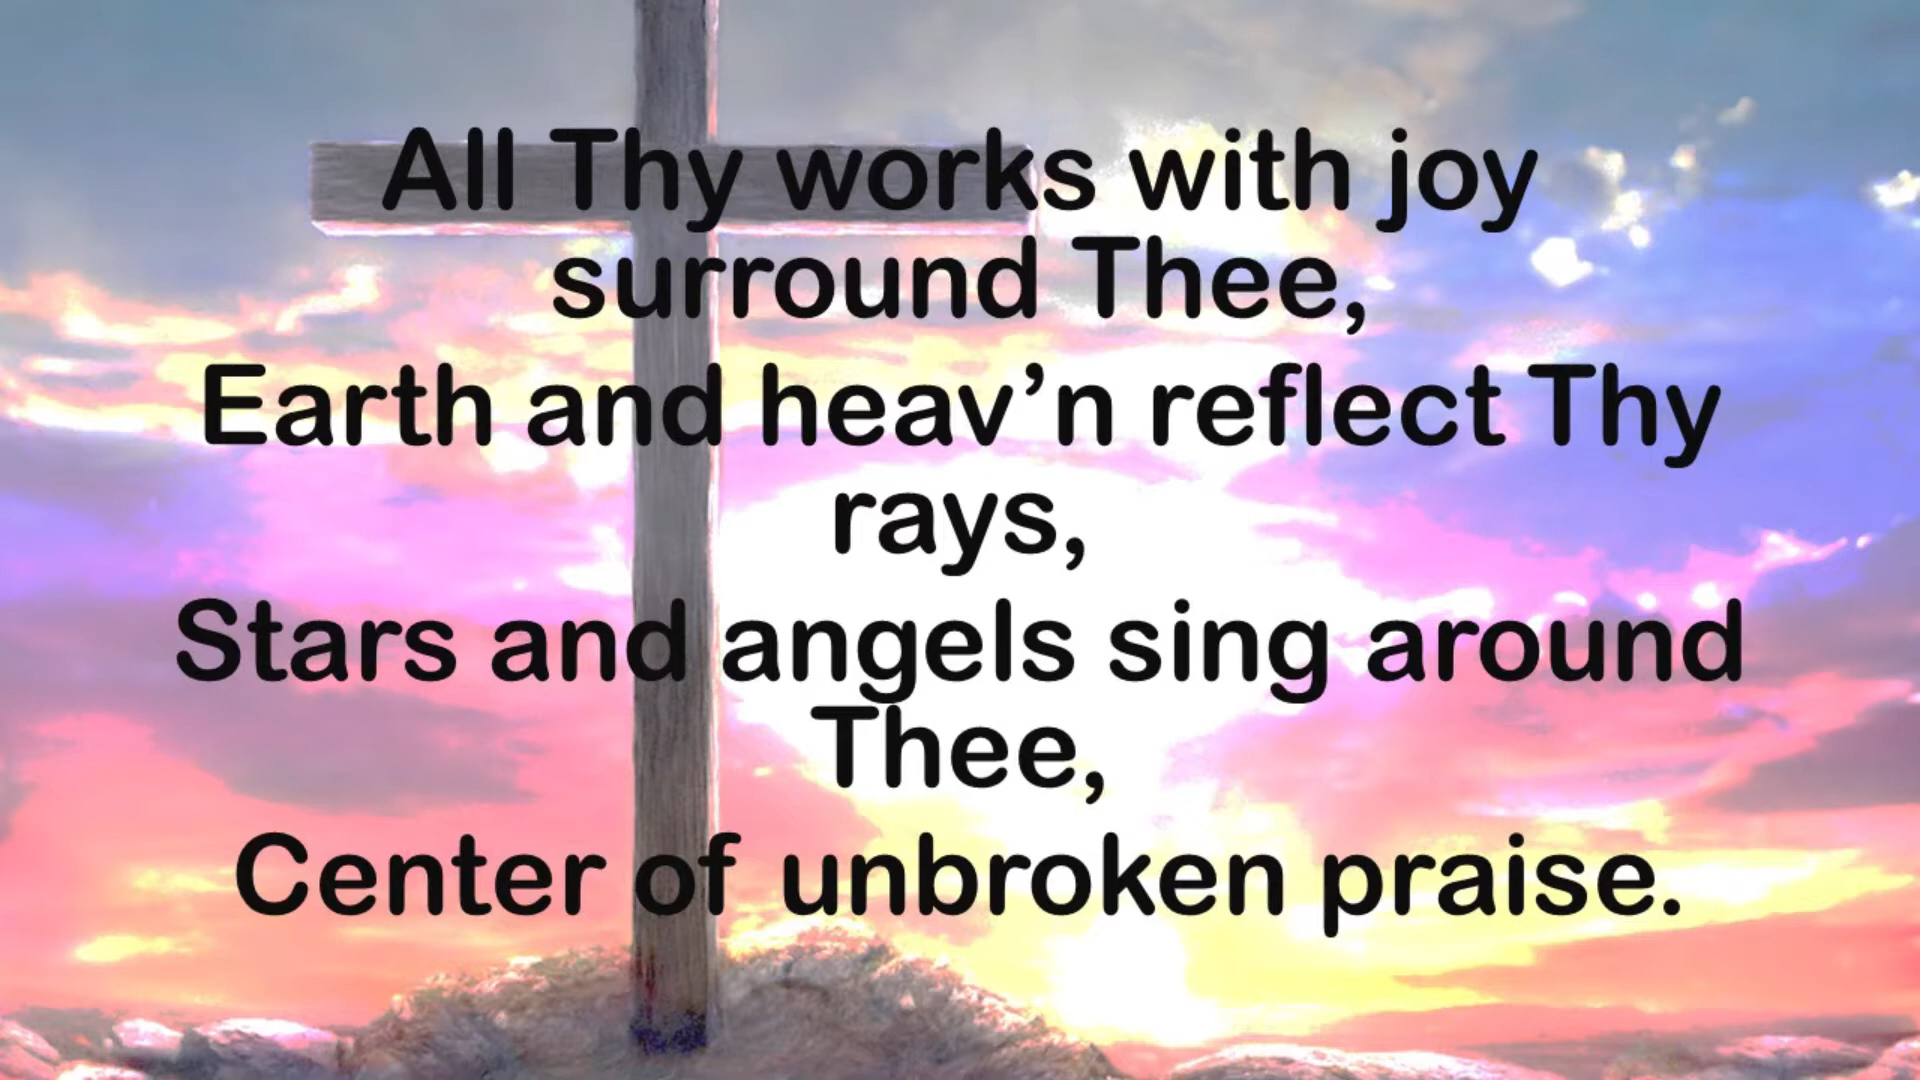 All Thy works with joy
surround Thee,
Earth and heav’n reflect Thy
rays,
Stars and angels sing around
Thee,
Center of unbroken praise.